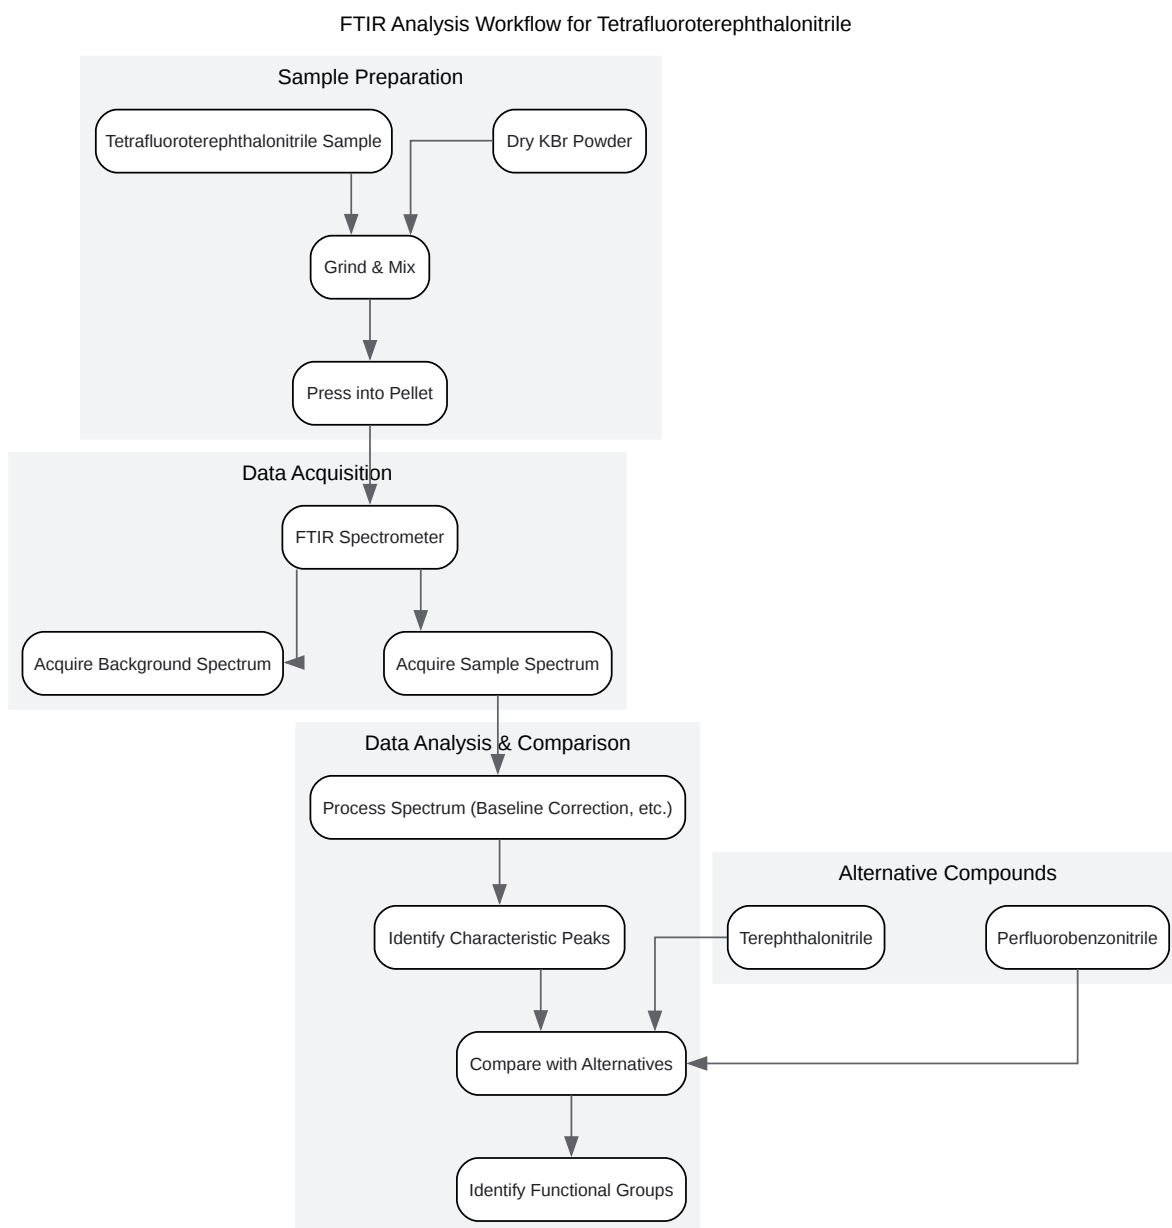 FTIR Analysis Workflow for Tetrafluoroterephthalonitrile
Sample Preparation
Tetrafluoroterephthalonitrile Sample
Dry KBr Powder
Grind & Mix
Press into Pellet
Data Acquisition
FTIR Spectrometer
Acquire Background Spectrum
Acquire Sample Spectrum
Data Analysis & Comparison
Process Spectrum (Baseline Correction, etc.)
Alternative Compounds
Identify Characteristic Peaks
Terephthalonitrile
Perfluorobenzonitrile
Compare with Alternatives
Identify Functional Groups